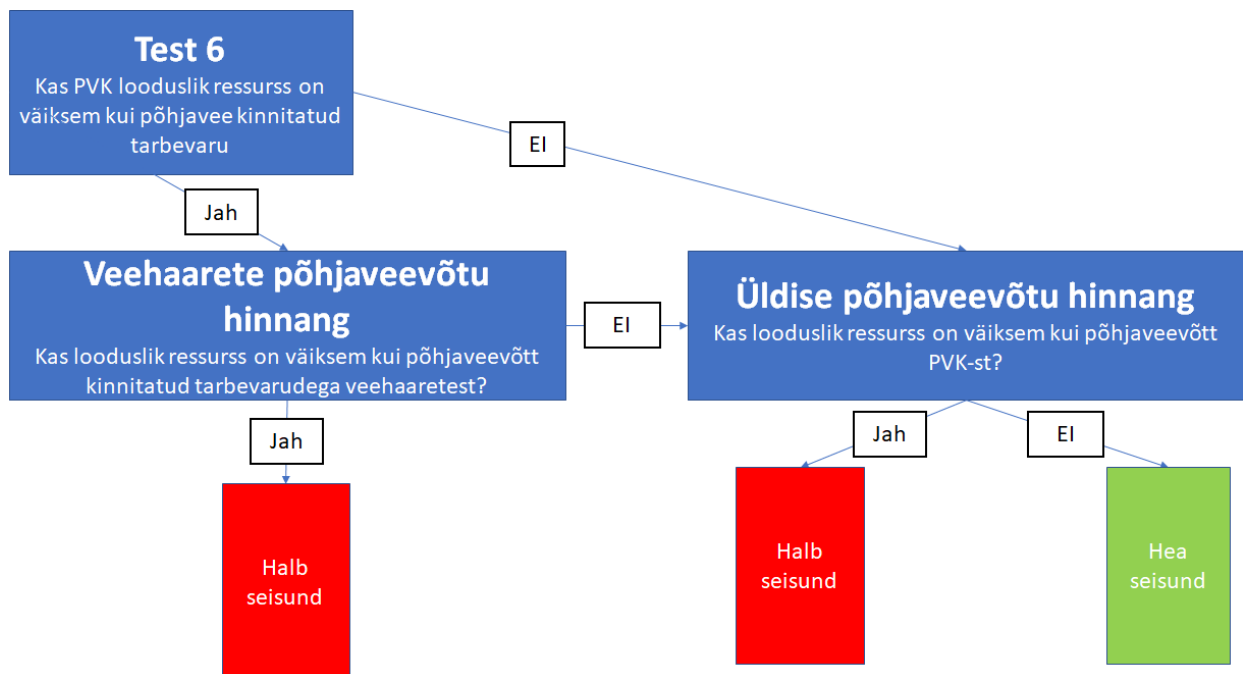 Test 6
Kas PVK looduslik ressurss on
väiksem kui põhjavee kinnitatud
tarbevaru
EI
Jah
Veehaarete põhjaveevõtu
hinnang
Kas looduslik ressurss on väiksem kui põhjaveevõtt
kinnitatud tarbevarudega veehaaretest?
EI
Üldise põhjaveevõtu hinnang
Kas looduslik ressurss on väiksem kui põhjaveevõtt
PVK-st?
Jah
Jah
EI
Halb
seisund
Halb
seisund
Hea
seisund